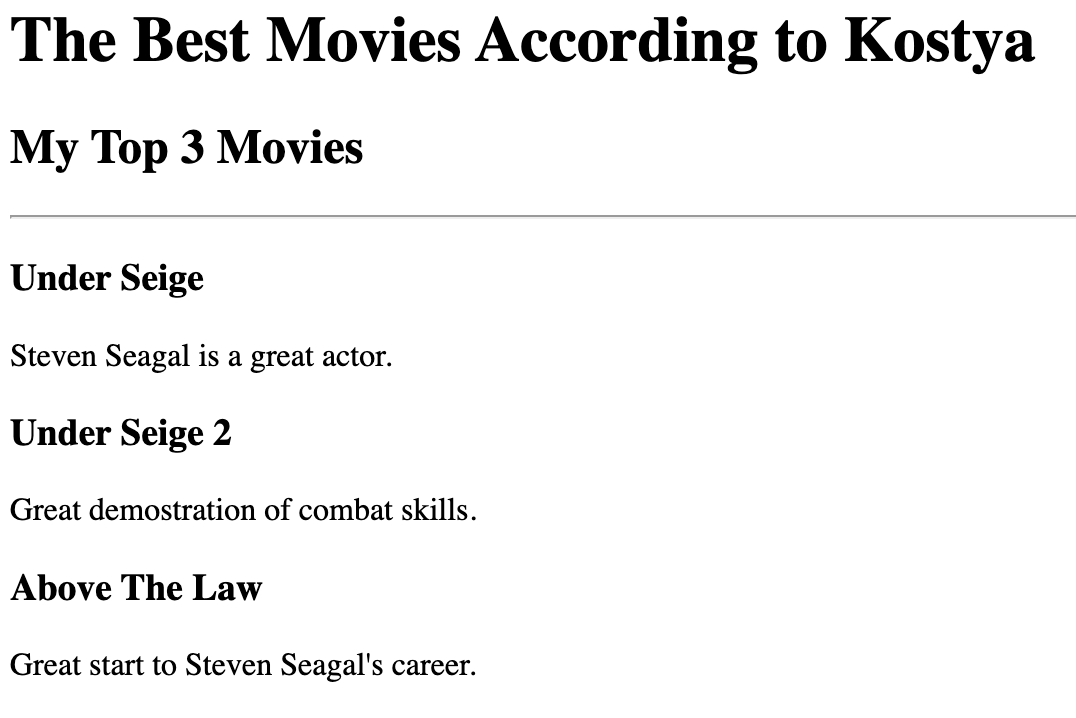 The Best Movies According to Kostya
My Top 3 Movies
Under Seige
Steven Seagal is a great actor.
Under Seige 2
Great demostration of combat skills.
Above The Law
Great start to Steven Seagal's career.